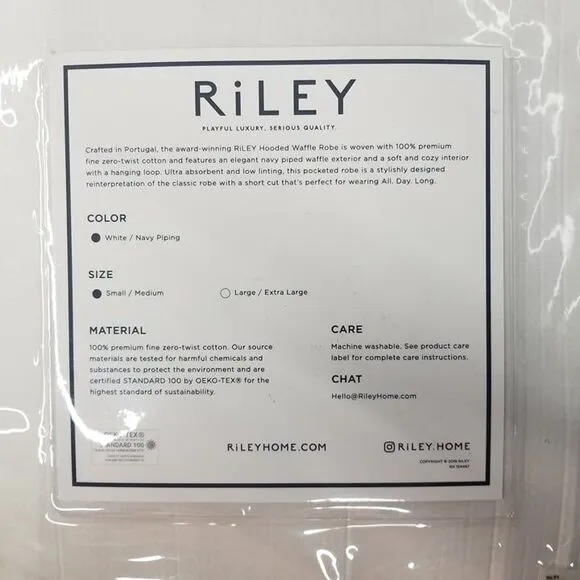 RiLEY
PLAYFUL LUXURY. SERIOUS QUALITY.
Crafted in Portugal, the award-winning RiLEY Hooded Waffle Robe is woven with 100% premium
fine zero-twist cotton and features an elegant navy piped waffle exterior and a soft and cozy interior
with a hanging loop. Ultra absorbent and low linting, this pocketed robe is a stylishly designed
reinterpretation of the classic robe with a short cut that's perfect for wearing All. Day. Long.
COLOR
White / Navy Piping
SIZE
Small / Medium
Large / Extra Large
MATERIAL
100% premium fine zero-twist cotton. Our source
materials are tested for harmful chemicals and
substances to protect the environment and are
certified STANDARD 100 by OEKO-TEX® for the
highest standard of sustainability.
CARE
Machine washable. See product care
label for complete care instructions.
CHAT
Hello@RileyHome.com
OEKO-TEX®
STANDARD 100
RiLEYHOME.COM
RiLEY.HOME